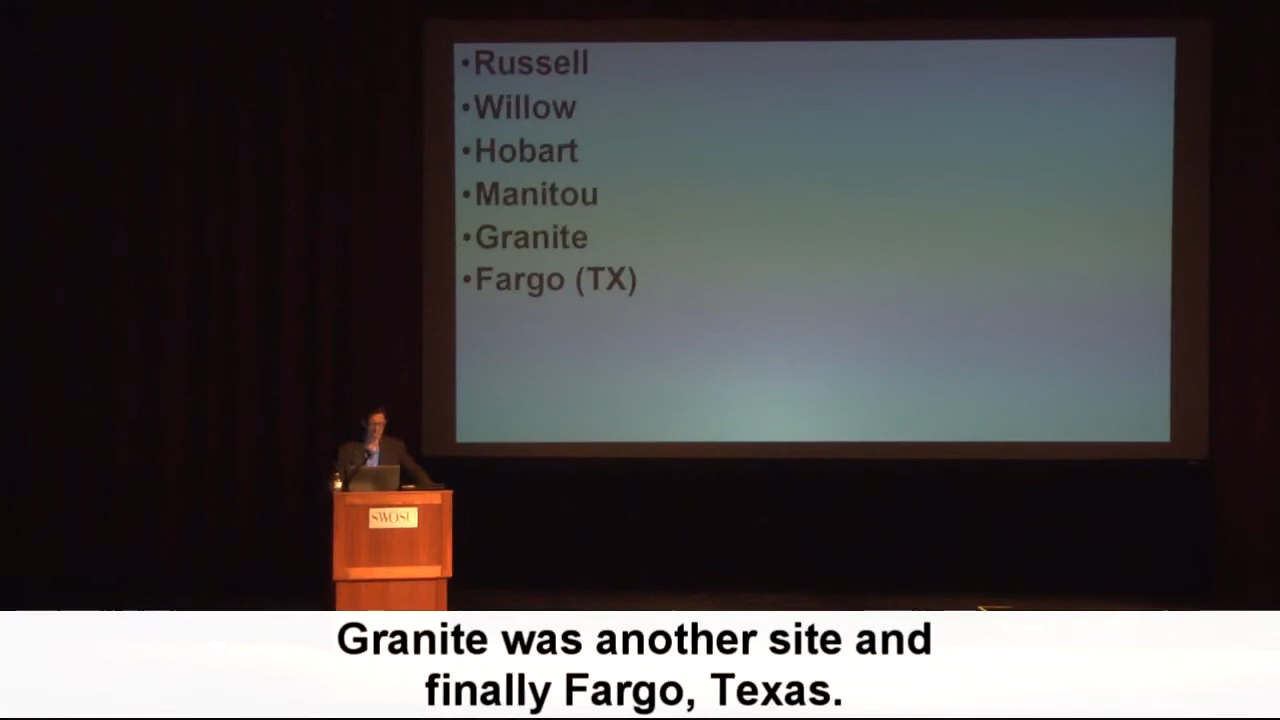 •Russell
•Willow
•Hobart
•Manitou
•Granite
•Fargo (TX)
SWOSU
Granite was another site and
finally Fargo, Texas.